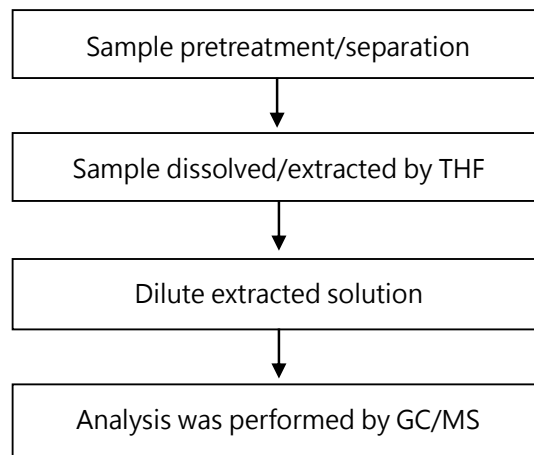 Sample pretreatment/separation
Sample dissolved/extracted by THF
Dilute extracted solution
Analysis was performed by GC/MS